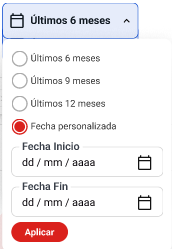 Últimos 6 meses
Últimos 6 meses
Últimos 9 meses
Últimos 12 meses
Fecha personalizada
Fecha Inicio
dd / mm / aaaa
Fecha Fin
dd / mm / aaaa
Aplicar